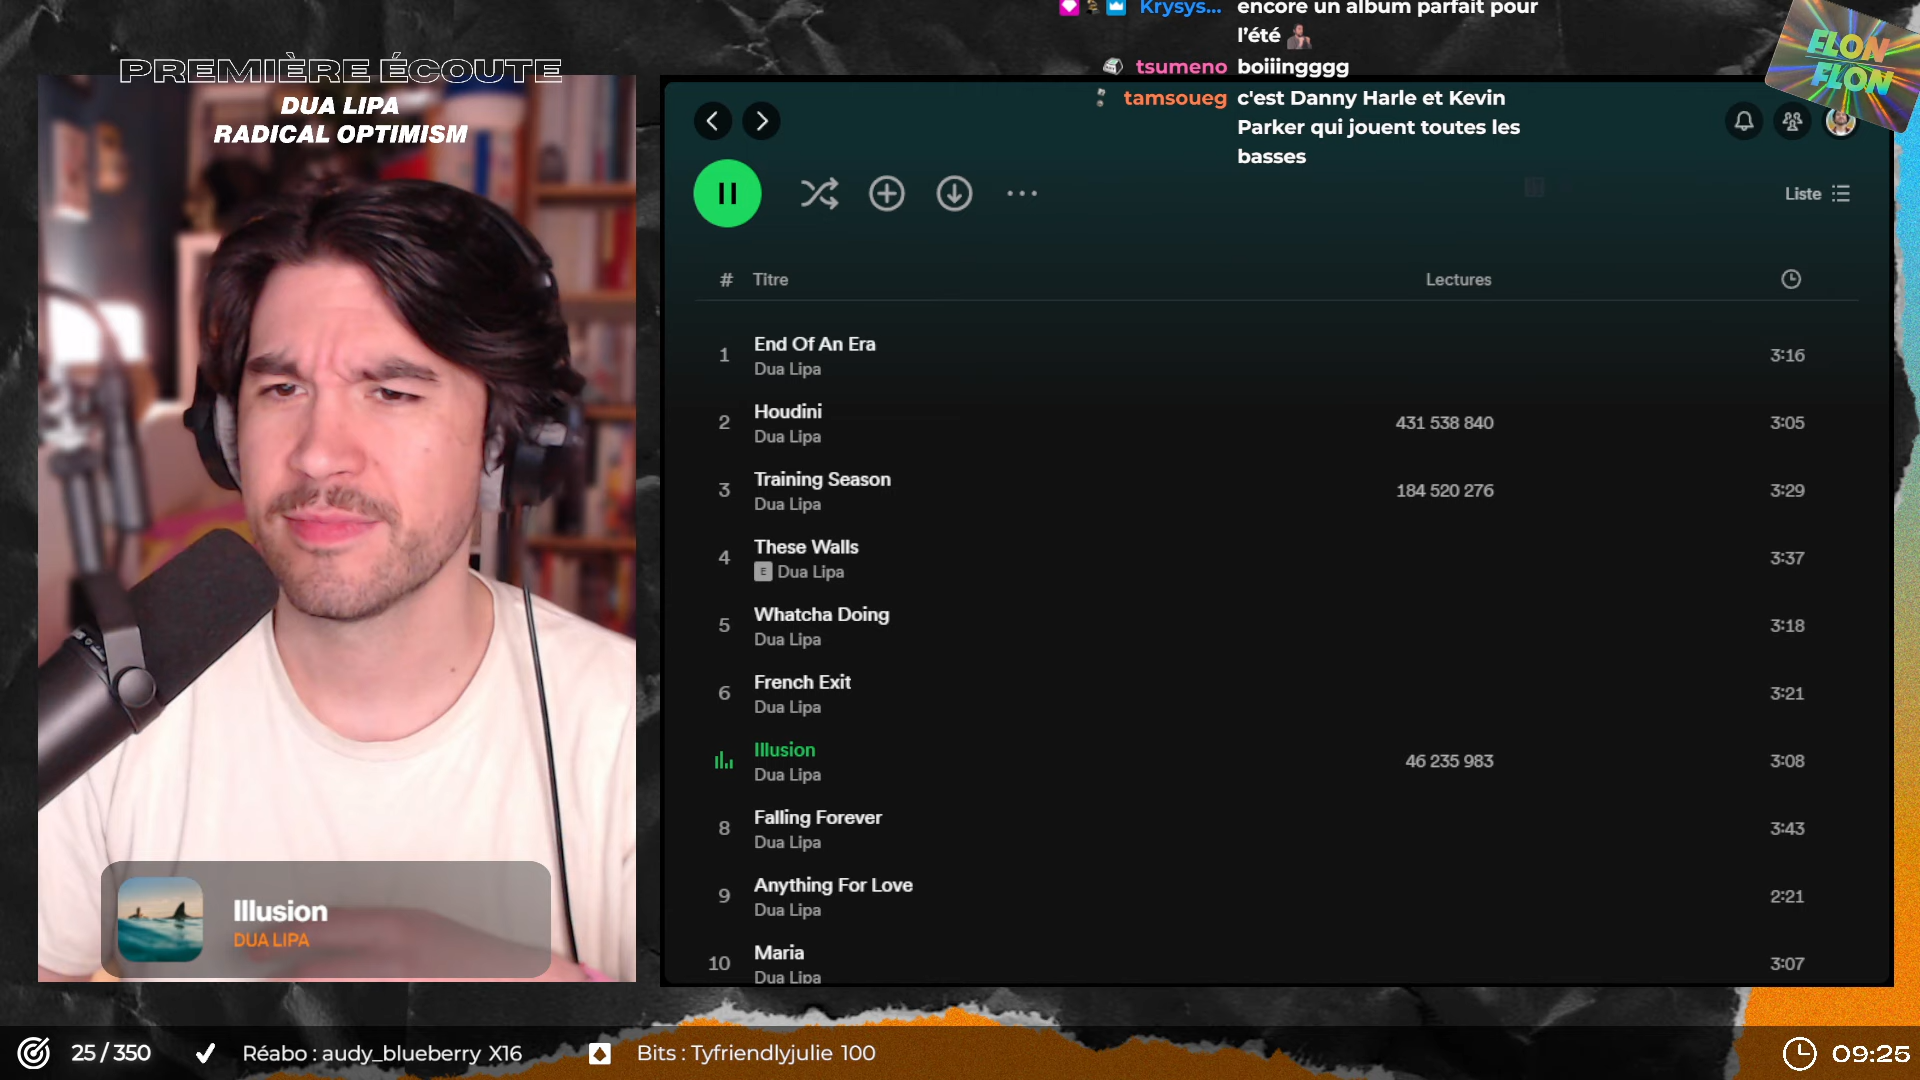 PREMIÈRE ÉCOUTE
DUA LIPA
RADICAL OPTIMISM
Krysys... encore un album parfait pour
l'été
tsumeno boiiingggg
tamsoueg c'est Danny Harle et Kevin
Parker qui jouent toutes les
basses
FLON
FLON
Liste
# Titre Lectures
1 End Of An Era 3:16
Dua Lipa
2 Houdini 431 538 840 3:05
Dua Lipa
3 Training Season 184 520 276 3:29
Dua Lipa
4 These Walls 3:37
E Dua Lipa
5 Whatcha Doing 3:18
Dua Lipa
6 French Exit 3:21
Dua Lipa
Illusion 46 235 983 3:08
Dua Lipa
8 Falling Forever 3:43
Dua Lipa
9 Anything For Love 2:21
Dua Lipa
10 Maria 3:07
Dua Lipa
Illusion
DUA LIPA
25 / 350
Réabo : audy_blueberry X16
Bits : Tyfriendlyjulie 100
09:25